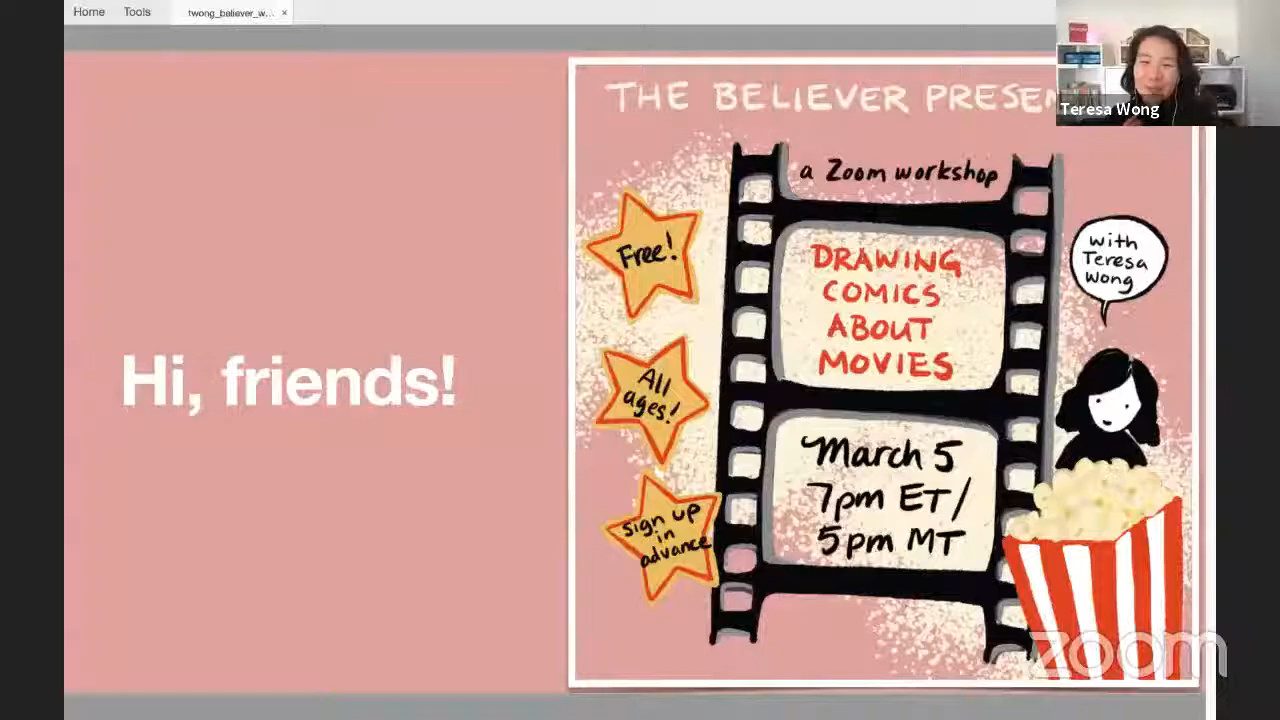 Home Tools twong_believer_w... ×
Teresa Wong
Hi, friends!
THE BELIEVER PRESEN
a Zoom workshop
Free!
DRAWING
COMICS
ABOUT
MOVIES
with
Teresa
Wong
All
ages!
March 5
7pm ET/
5pm MT
sign up
in
advance
zoom